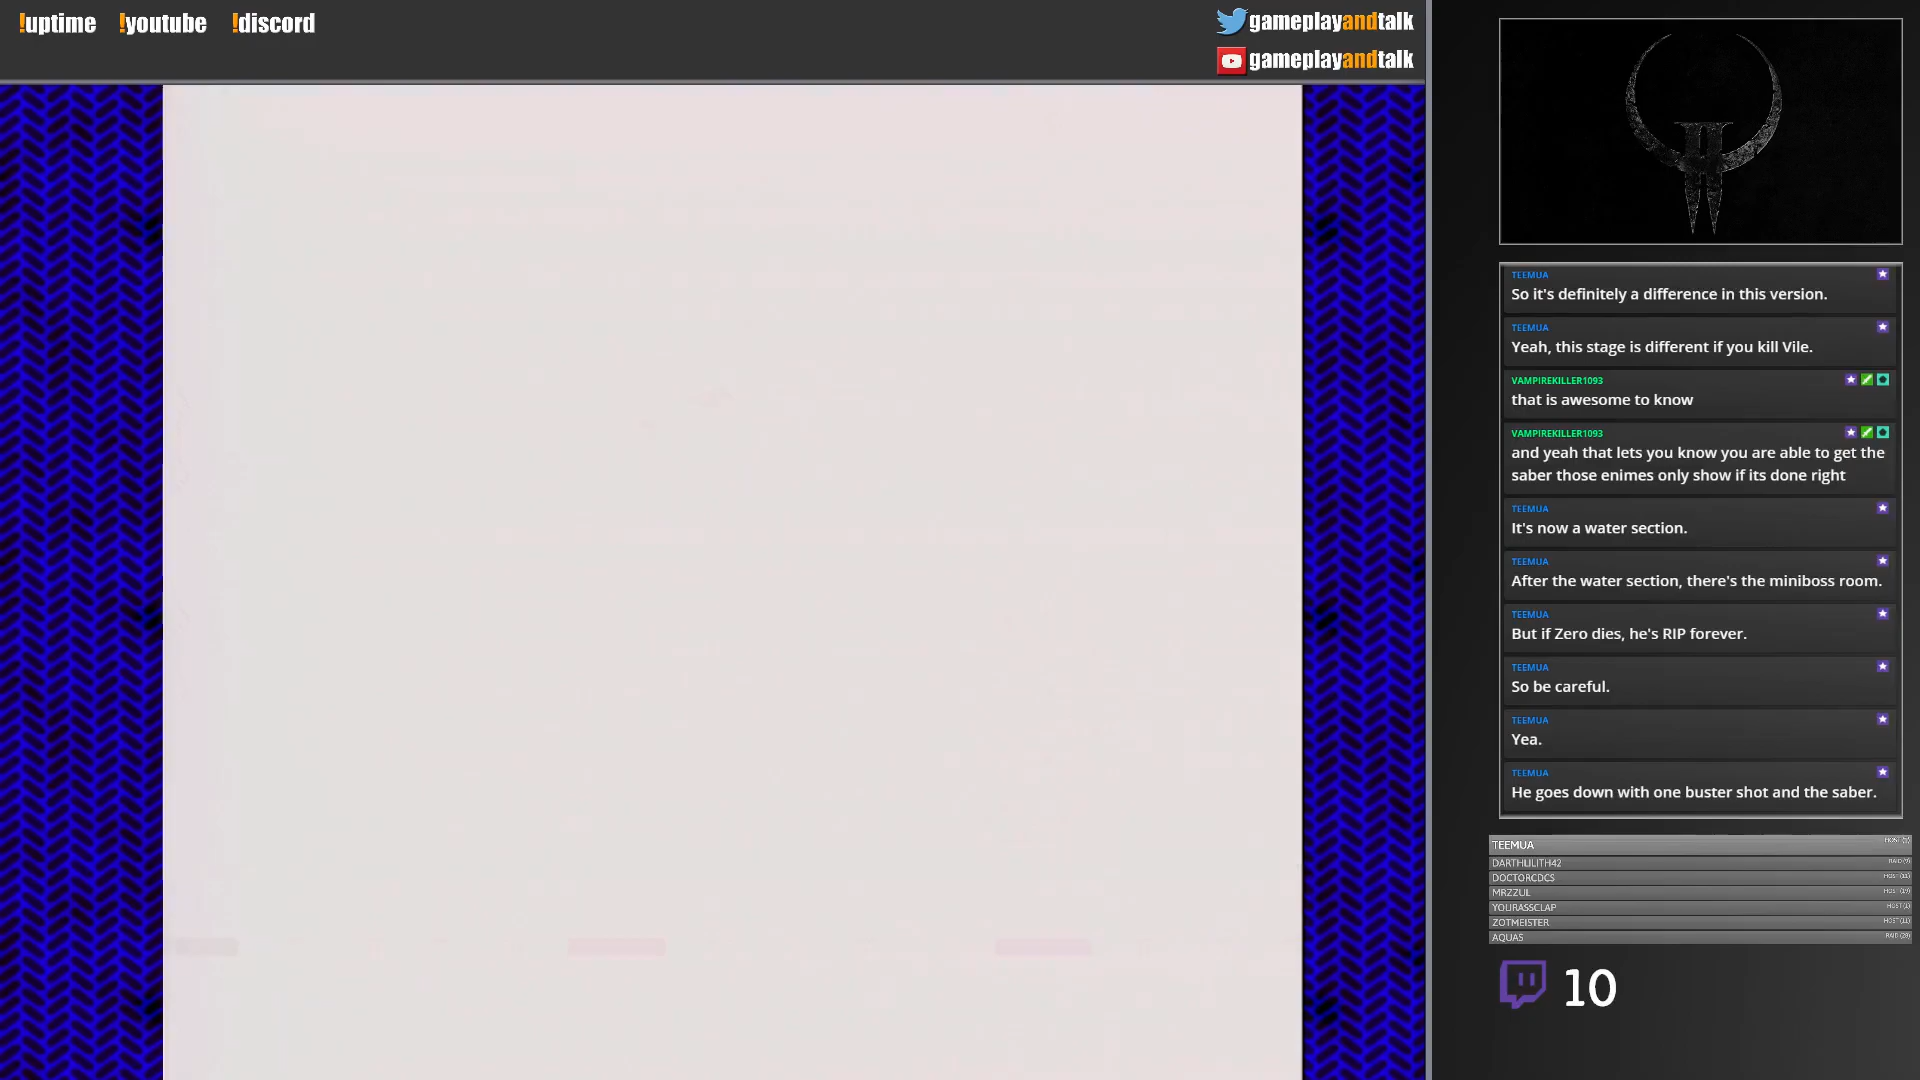 !uptime !youtube !discord
gameplayandtalk
gameplayandtalk
TEEMUA
So it's definitely a difference in this version.
TEEMUA
Yeah, this stage is different if you kill Vile.
VAMPIREKILLER1093
that is awesome to know
VAMPIREKILLER1093
and yeah that lets you know you are able to get the
saber those enimes only show if its done right
TEEMUA
It's now a water section.
TEEMUA
After the water section, there's the miniboss room.
TEEMUA
But if Zero dies, he's RIP forever.
TEEMUA
So be careful.
TEEMUA
Yea.
TEEMUA
He goes down with one buster shot and the saber.
TEEMUA
DARTHLILITH42
DOCTORCDCS
MRZZUL
YOURASSCLAP
ZOTMEISTER
AQUAS
10